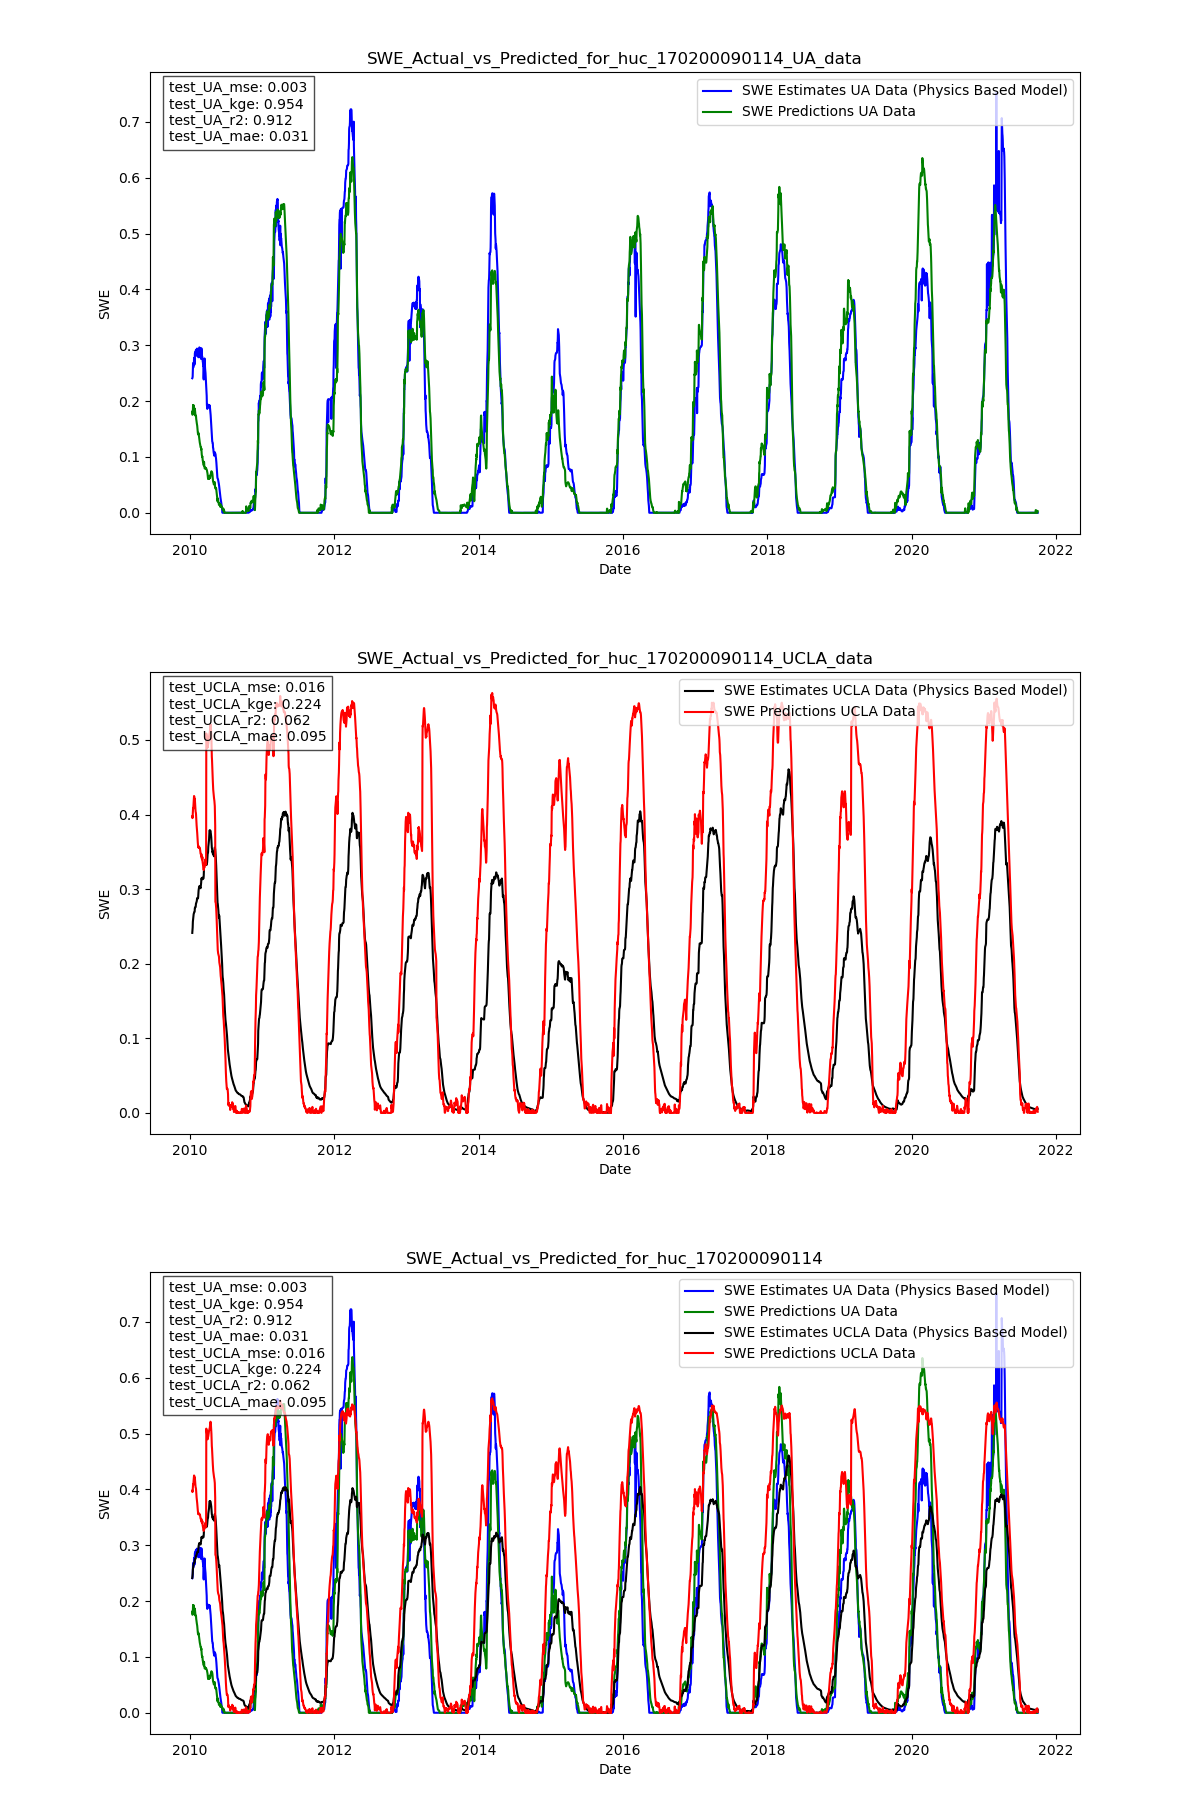 SWE_Actual_vs_Predicted_for_huc_170200090114_UA_data
test_UA_mse: 0.003
test_UA_kge: 0.954
test_UA_r2: 0.912
test_UA_mae: 0.031
SWE Estimates UA Data (Physics Based Model)
SWE Predictions UA Data
0.7
0.6
0.5
0.4
0.3
0.2
0.1
0.0
SWE
2010
2012
2014
2016
2018
2020
2022
Date
SWE_Actual_vs_Predicted_for_huc_170200090114_UCLA_data
test_UCLA_mse: 0.016
test_UCLA_kge: 0.224
test_UCLA_r2: 0.062
test_UCLA_mae: 0.095
SWE Estimates UCLA Data (Physics Based Model)
SWE Predictions UCLA Data
0.5
0.4
0.3
0.2
0.1
0.0
SWE
2010
2012
2014
2016
2018
2020
2022
Date
SWE_Actual_vs_Predicted_for_huc_170200090114
test_UA_mse: 0.003
test_UA_kge: 0.954
test_UA_r2: 0.912
test_UA_mae: 0.031
test_UCLA_mse: 0.016
test_UCLA_kge: 0.224
test_UCLA_r2: 0.062
test_UCLA_mae: 0.095
SWE Estimates UA Data (Physics Based Model)
SWE Predictions UA Data
SWE Estimates UCLA Data (Physics Based Model)
SWE Predictions UCLA Data
0.7
0.6
0.5
0.4
0.3
0.2
0.1
0.0
SWE
2010
2012
2014
2016
2018
2020
2022
Date